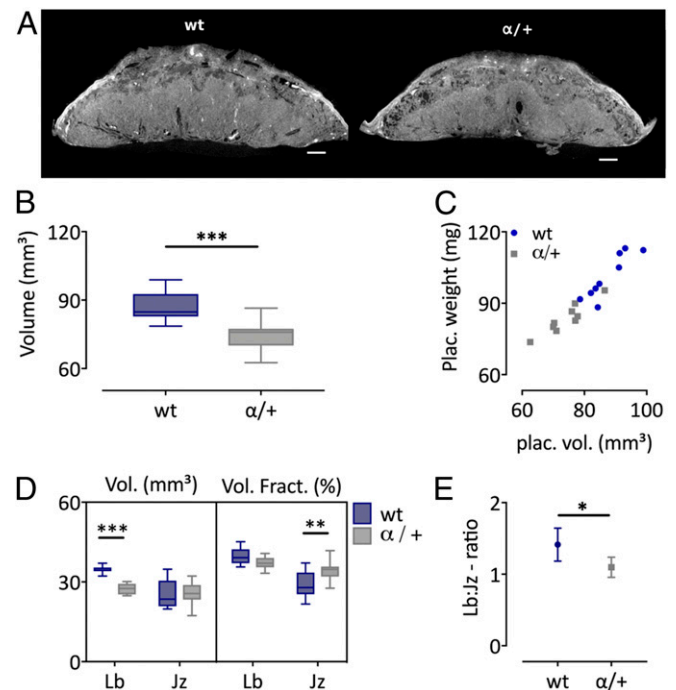 A
wt
α/+
B
C
120
90
60
Volume (mm³)
***
wt
α/+
120
90
60
Plac. weight (mg)
wt
α/+
60
80
100
plac. vol. (mm³)
D
E
Vol. (mm³)
Vol. Fract. (%)
60
30
0
***
**
wt
α/+
Lb
Jz
Lb
Jz
2
1
0
Lb:Jz - ratio
*
wt
α/+